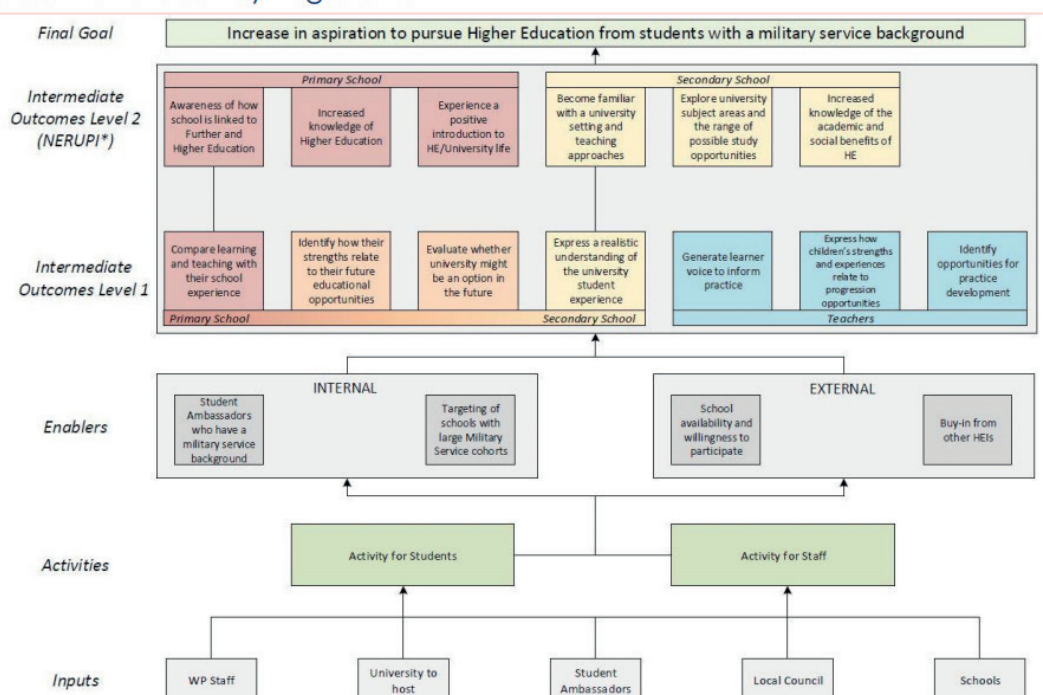 Final Goal
Increase in aspiration to pursue Higher Education from students with a military service background
Intermediate
Outcomes Level 2
(NERUPI*)
Primary School
Awareness of how
school is linked to
Further and
Higher Education
Increased
knowledge of
Higher Education
Experience a
positive
introduction to
HE/University life
Secondary School
Become familiar
with a university
setting and
teaching
approaches
Explore university
subject areas and
the range of
possible study
opportunities
Increased
knowledge of the
academic and
social benefits of
HE
Intermediate
Outcomes Level 1
Compare learning
and teaching with
their school
experience
Identify how their
strengths relate
to their future
educational
opportunities
Evaluate whether
university might
be an option in
the future
Express a realistic
understanding of
the university
student
experience
Primary School
Secondary School
Generate learner
voice to inform
practice
Express how
children's strengths
and experiences
relate to
progression
opportunities
Identify
opportunities for
practice
development
Teachers
Enablers
INTERNAL
Student
Ambassadors
who have a
military service
background
Targeting of
schools with
large Military
Service cohorts
EXTERNAL
School
availability and
willingness to
participate
Buy-in from
other HEIs
Activities
Activity for Students
Activity for Staff
Inputs
WP Staff
University to
host
Student
Ambassadors
Local Council
Schools